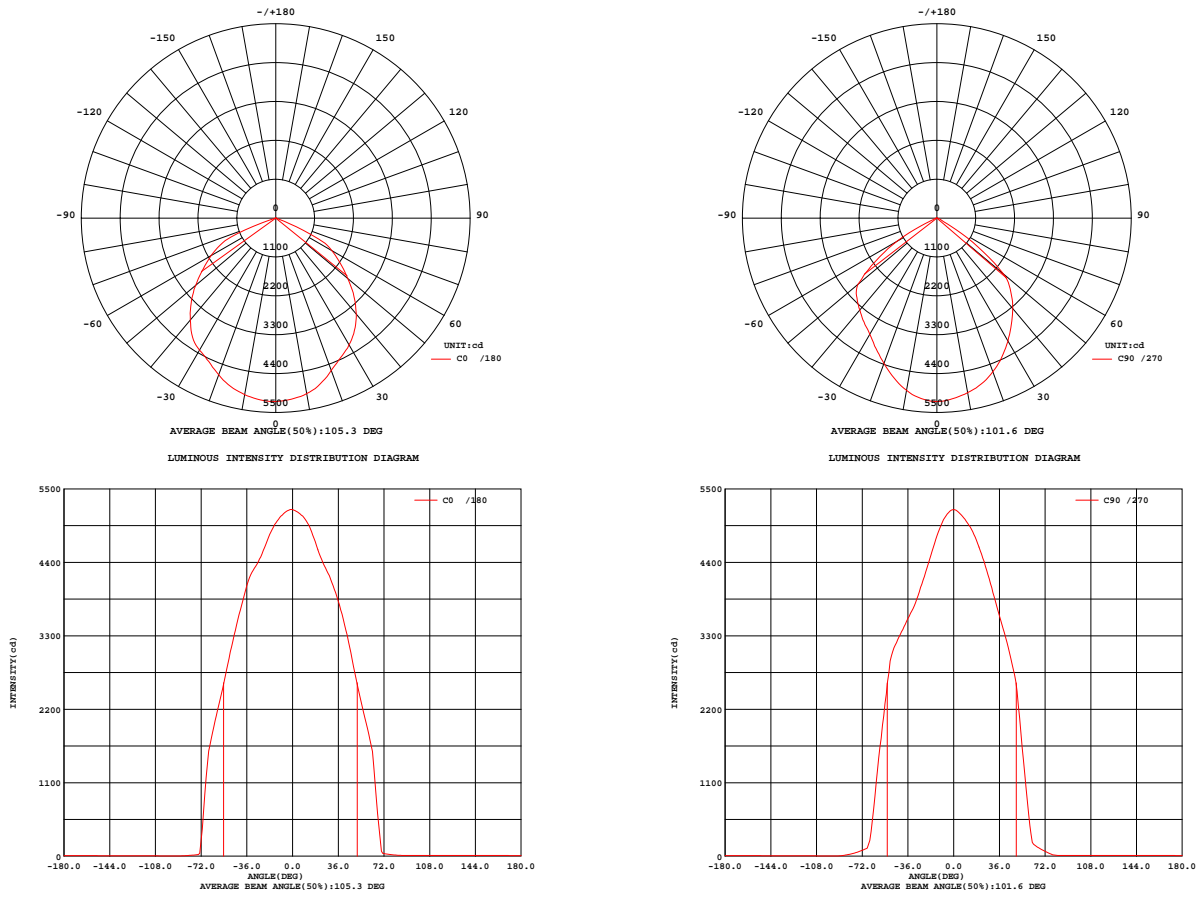 -/+180
-150
150
-120
120
-90
90
-60
60
-30
30
0
0
1100
2200
3300
4400
5500
UNIT:cd
C0 /180
AVERAGE BEAM ANGLE(50%):105.3 DEG
-/+180
-150
150
-120
120
-90
90
-60
60
-30
30
0
0
1100
2200
3300
4400
5500
UNIT:cd
C90 /270
AVERAGE BEAM ANGLE(50%):101.6 DEG
LUMINOUS INTENSITY DISTRIBUTION DIAGRAM
C0 /180
INTENSITY(cd)
5500
4400
3300
2200
1100
0
-180.0 -144.0 -108.0 -72.0 -36.0 0.0 36.0 72.0 108.0 144.0 180.0
ANGLE(DEG)
AVERAGE BEAM ANGLE(50%):105.3 DEG
LUMINOUS INTENSITY DISTRIBUTION DIAGRAM
C90 /270
INTENSITY(cd)
5500
4400
3300
2200
1100
0
-180.0 -144.0 -108.0 -72.0 -36.0 0.0 36.0 72.0 108.0 144.0 180.0
ANGLE(DEG)
AVERAGE BEAM ANGLE(50%):101.6 DEG